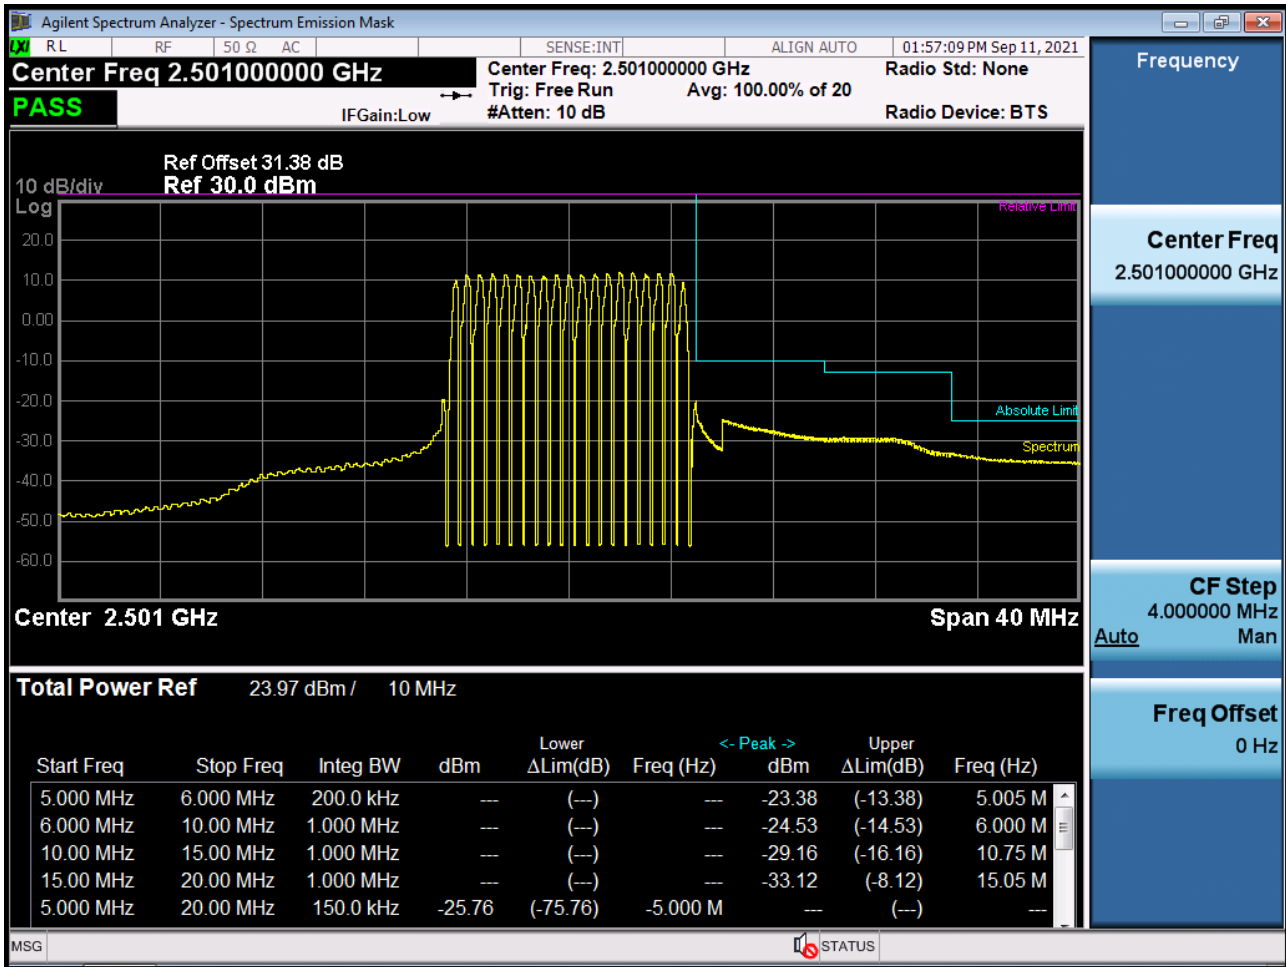 Agilent Spectrum Analyzer - Spectrum Emission Mask
LXI RL RF 50 Ω AC SENSE:INT ALIGN AUTO 01:57:09 PM Sep 11, 2021
Center Freq 2.501000000 GHz
Center Freq: 2.501000000 GHz Radio Std: None
Trig: Free Run Avg: 100.00% of 20
PASS
IFGain:Low #Atten: 10 dB Radio Device: BTS
Ref Offset 31.38 dB
10 dB/div Ref 30.0 dBm
Log
Relative Limit
20.0
10.0
0.00
-10.0
-20.0
Absolute Limit
-30.0
Spectrum
-40.0
-50.0
-60.0
Center 2.501 GHz Span 40 MHz
Total Power Ref 23.97 dBm / 10 MHz
Lower <- Peak -> Upper
Start Freq Stop Freq Integ BW dBm ΔLim(dB) Freq (Hz) dBm ΔLim(dB) Freq (Hz)
5.000 MHz 6.000 MHz 200.0 kHz --- (---) --- -23.38 (-13.38) 5.005 M
6.000 MHz 10.00 MHz 1.000 MHz --- (---) --- -24.53 (-14.53) 6.000 M
10.00 MHz 15.00 MHz 1.000 MHz --- (---) --- -29.16 (-16.16) 10.75 M
15.00 MHz 20.00 MHz 1.000 MHz --- (---) --- -33.12 (-8.12) 15.05 M
5.000 MHz 20.00 MHz 150.0 kHz -25.76 (-75.76) -5.000 M --- (---) ---
MSG STATUS
Frequency
Center Freq
2.501000000 GHz
CF Step
4.000000 MHz
Auto Man
Freq Offset
0 Hz